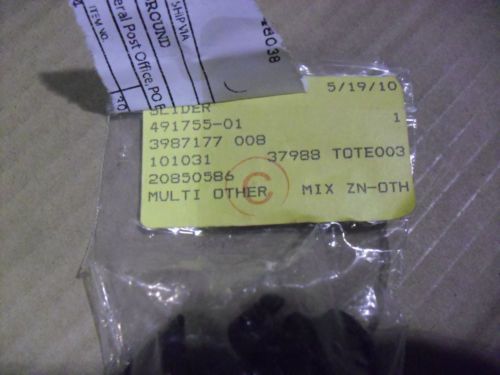 ITEM NO.
eral Post Office, PO B
GROUND
SHIP VIA
48038
5/19/10
SLIDER
491755-01 1
3987177 008
101031 37988 TOTE003
20850586
MULTI OTHER MIX ZN-OTH
C